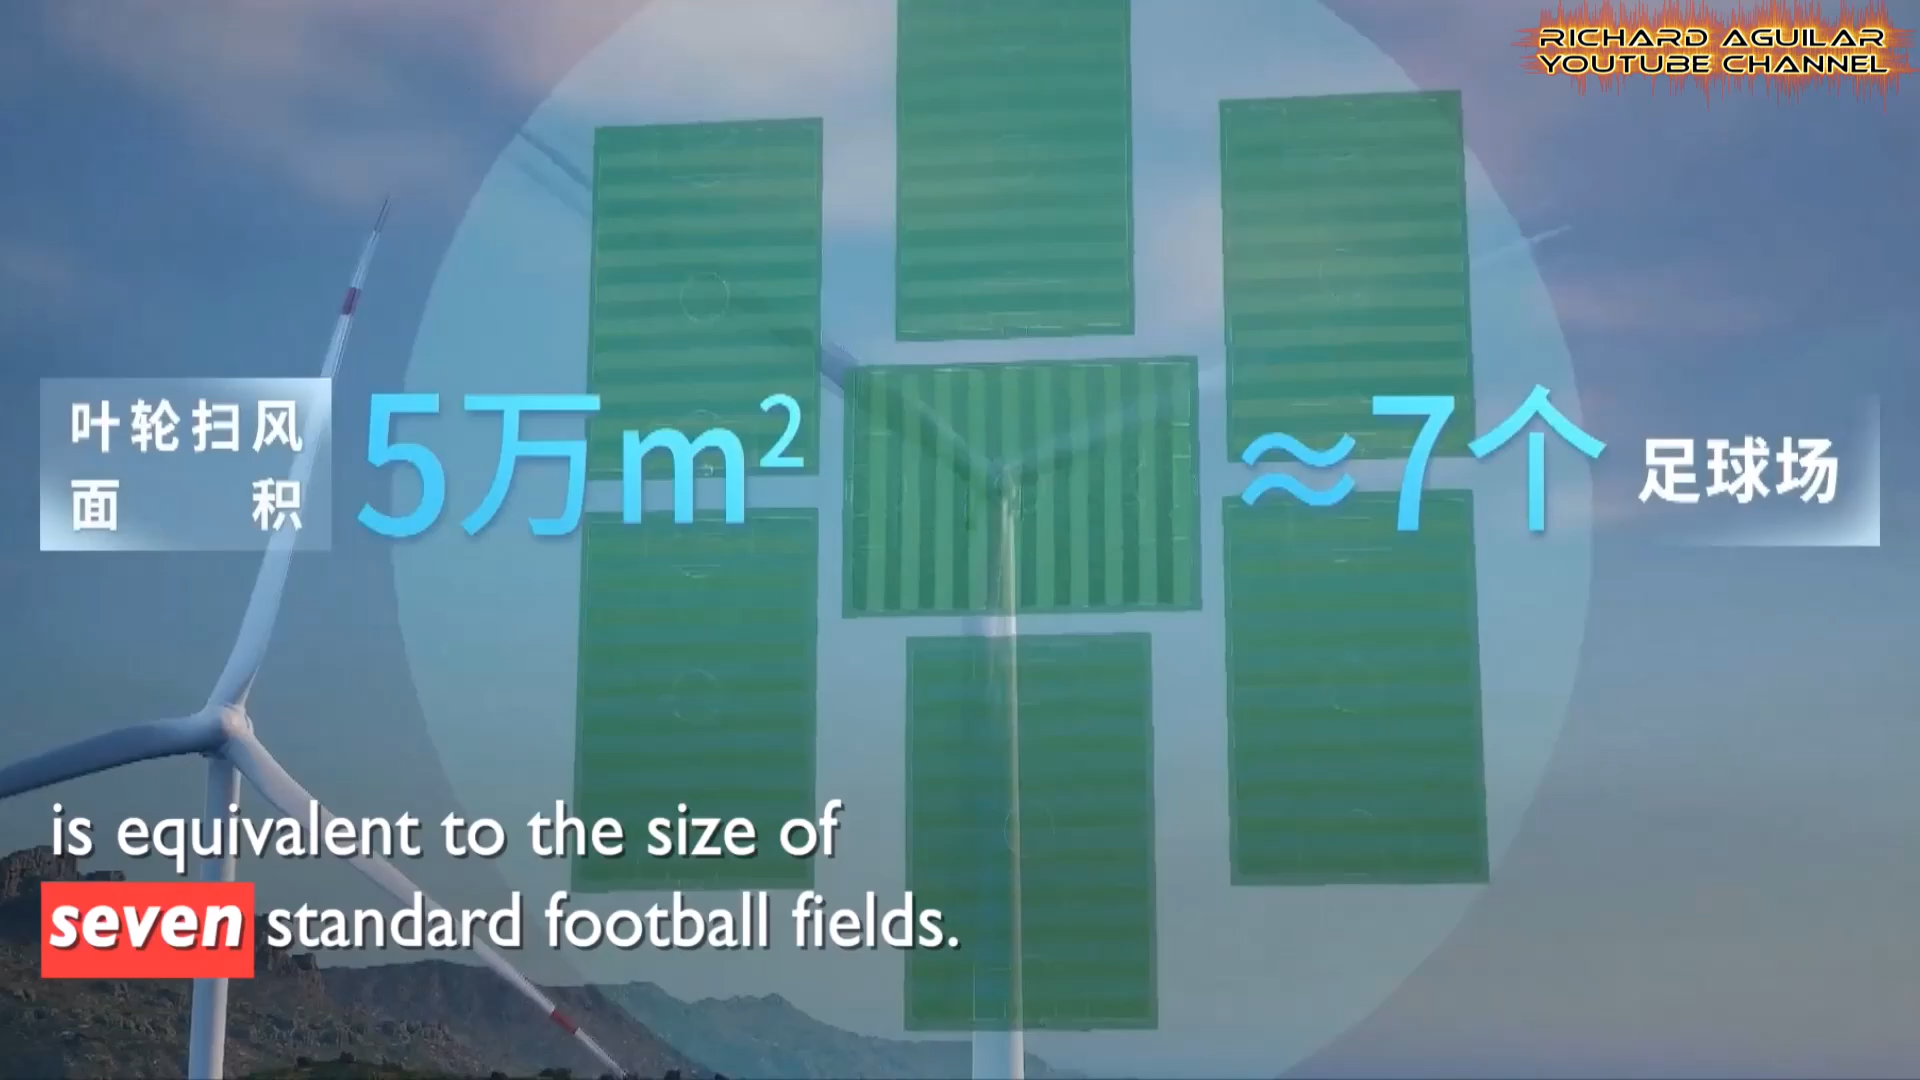 RICHARD AGUILAR
YOUTUBE CHANNEL
叶轮扫风
面积
5万m²
≈7个
足球场
is equivalent to the size of
seven standard football fields.